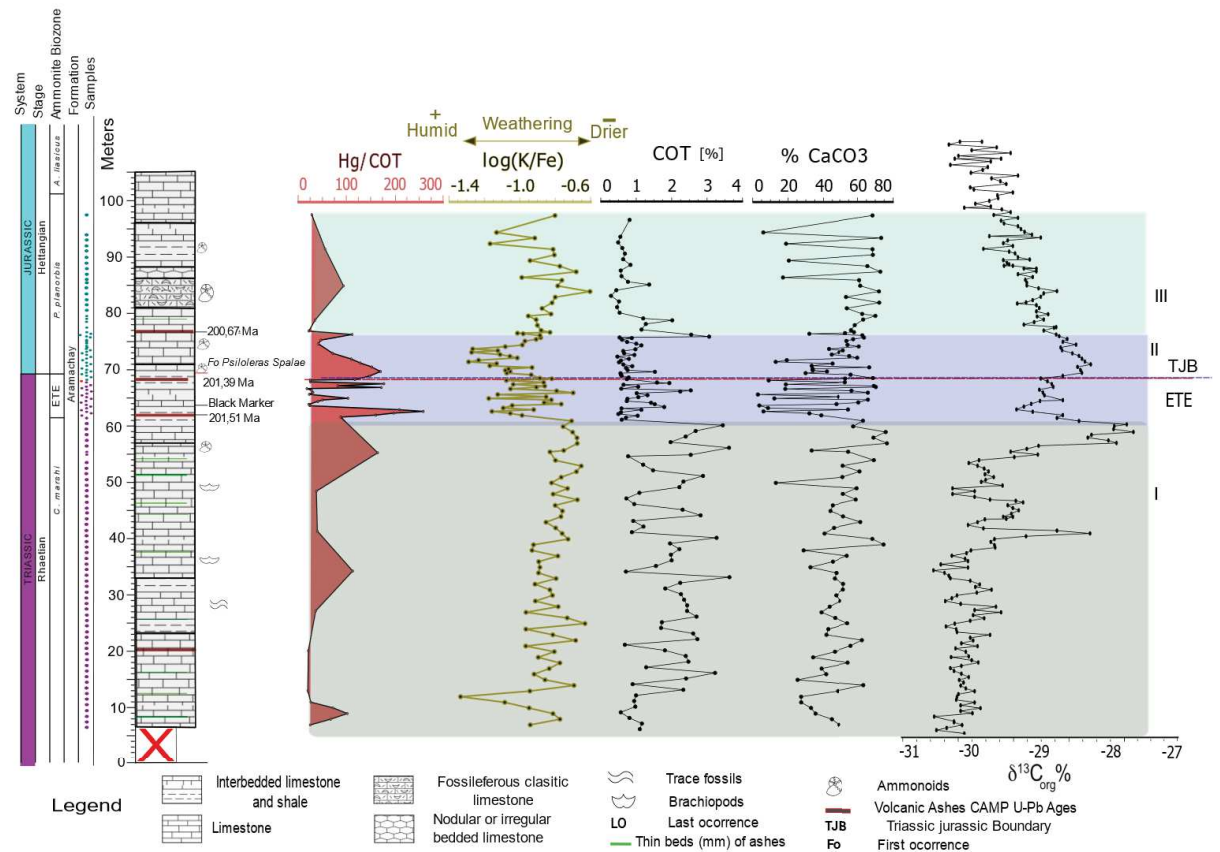 System
Stage
Ammonite Biozone
Formation
Samples
Meters
JURASSIC
TRIASSIC
Hettangian
Rhaetian
A. liasicus
P. planorbis
ETE
C. marshi
Aramachay
100
90
80
70
60
50
40
30
20
10
0
200,67 Ma
Fo Psiloleras Spalae
201,39 Ma
Black Marker
201,51 Ma
+
Humid
Weathering
−
Drier
Hg/ COT
log(K/Fe)
COT [%]
% CaCO3
0 100 200 300
-1.4 -1.0 -0.6
0 1 2 3 4
0 20 40 60 80
III
II
TJB
ETE
I
-31 -30 -29 -28 -27
δ¹³Corg%
Legend
Interbedded limestone
and shale
Limestone
Fossileferous clasitic
limestone
Nodular or irregular
bedded limestone
Trace fossils
Brachiopods
LO Last ocorrence
Thin beds (mm) of ashes
Ammonoids
Volcanic Ashes CAMP U-Pb Ages
TJB Triassic jurassic Boundary
Fo First ocorrence